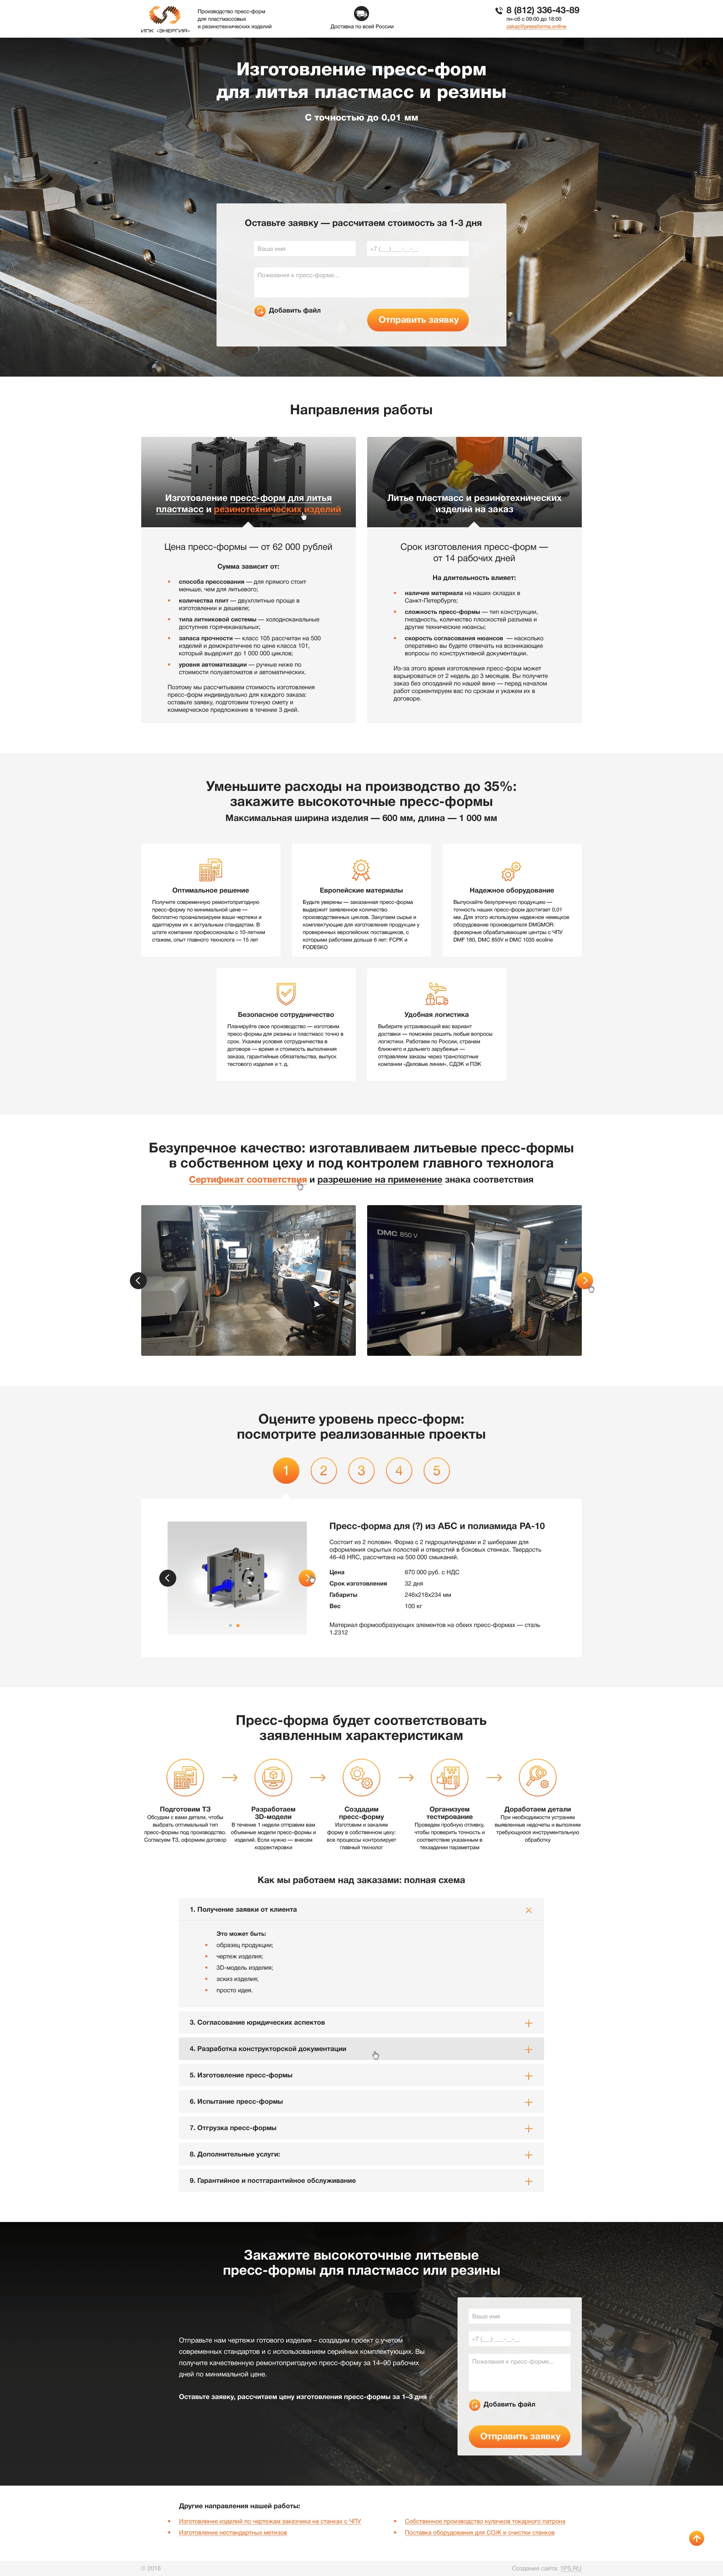 ИПК «ЭНЕРГИЯ»
Производство пресс-форм
для пластмассовых
и резинотехнических изделий
Доставка по всей России
8 (812) 336-43-89
пн-сб с 09:00 до 18:00
zakaz@pressforma.online
Изготовление пресс-форм
для литья пластмасс и резины
С точностью до 0,01 мм
Оставьте заявку — рассчитаем стоимость за 1-3 дня
Ваше имя
+7 (___) ___-__-__
Пожелания к пресс-форме...
Добавить файл
Отправить заявку
Направления работы
Изготовление пресс-форм для литья
пластмасс и резинотехнических изделий
Цена пресс-формы — от 62 000 рублей
Сумма зависит от:
способа прессования — для прямого стоит
меньше, чем для литьевого;
количества плит — двухплитные проще в
изготовлении и дешевле;
типа литниковой системы — холодноканальные
доступнее горячеканальных;
запаса прочности — класс 105 рассчитан на 500
изделий и демократичнее по цене класса 101,
который выдержит до 1 000 000 циклов;
уровня автоматизации — ручные ниже по
стоимости полуавтоматов и автоматических.
Поэтому мы рассчитываем стоимость изготовления
пресс-форм индивидуально для каждого заказа:
оставьте заявку, подготовим точную смету и
коммерческое предложение в течение 3 дней.
Литье пластмасс и резинотехнических
изделий на заказ
Срок изготовления пресс-форм —
от 14 рабочих дней
На длительность влияет:
наличие материала на наших складах в
Санкт-Петербурге;
сложность пресс-формы — тип конструкции,
гнездность, количество плоскостей разъема и
другие технические нюансы;
скорость согласования нюансов — насколько
оперативно вы будете отвечать на возникающие
вопросы по конструктивной документации.
Из-за этого время изготовления пресс-форм может
варьироваться от 2 недель до 3 месяцев. Вы получите
заказ без опозданий по нашей вине — перед началом
работ сориентируем вас по срокам и укажем их в
договоре.
Уменьшите расходы на производство до 35%:
закажите высокоточные пресс-формы
Максимальная ширина изделия — 600 мм, длина — 1 000 мм
Оптимальное решение
Получите современную ремонтопригодную
пресс-форму по минимальной цене —
бесплатно проанализируем ваши чертежи и
адаптируем их к актуальным стандартам. В
штате компании профессионалы с 10-летним
стажем, опыт главного технолога — 15 лет
Европейские материалы
Будьте уверены — заказанная пресс-форма
выдержит заявленное количество
производственных циклов. Закупаем сырье и
комплектующие для изготовления продукции у
проверенных европейских поставщиков, с
которыми работаем дольше 6 лет: FCPK и
FODESKO
Надежное оборудование
Выпускайте безупречную продукцию —
точность наших пресс-форм достигает 0,01
мм. Для этого используем надежное немецкое
оборудование производителя DMGMOR:
фрезерные обрабатывающие центры с ЧПУ
DMF 180, DMC 850V и DMC 1035 ecoline
Безопасное сотрудничество
Планируйте свое производство — изготовим
пресс-формы для резины и пластмасс точно в
срок. Укажем условия сотрудничества в
договоре — время и стоимость выполнения
заказа, гарантийные обязательства, выпуск
тестового изделия и т. д.
Удобная логистика
Выберите устраивающий вас вариант
доставки — поможем решить любые вопросы
логистики. Работаем по России, странам
ближнего и дальнего зарубежья —
отправляем заказы через транспортные
компании «Деловые линии», СДЭК и ПЭК
Безупречное качество: изготавливаем литьевые пресс-формы
в собственном цеху и под контролем главного технолога
Сертификат соответствия и разрешение на применение знака соответствия
DMC 850 V
Оцените уровень пресс-форм:
посмотрите реализованные проекты
1 2 3 4 5
Пресс-форма для (?) из АБС и полиамида PA-10
Состоит из 2 половин. Форма с 2 гидроцилиндрами и 2 шиберами для
оформления скрытых полостей и отверстий в боковых стенках. Твердость
46-48 HRC, рассчитана на 500 000 смыканий.
Цена 670 000 руб. с НДС
Срок изготовления 32 дня
Габариты 246х218х234 мм
Вес 100 кг
Материал формообразующих элементов на обеих пресс-формах — сталь
1.2312
Пресс-форма будет соответствовать
заявленным характеристикам
Подготовим ТЗ
Обсудим с вами детали, чтобы
выбрать оптимальный тип
пресс-формы под производство.
Согласуем ТЗ, оформим договор
Разработаем
3D-модели
В течение 1 недели отправим вам
объемные модели пресс-формы и
изделий. Если нужно — внесем
корректировки
Создадим
пресс-форму
Изготовим и закалим
форму в собственном цеху:
все процессы контролирует
главный технолог
Организуем
тестирование
Проведем пробную отливку,
чтобы проверить точность и
соответствие указанным в
техзадании параметрам
Доработаем детали
При необходимости устраним
выявленные недочеты и выполним
требующуюся инструментальную
обработку
Как мы работаем над заказами: полная схема
1. Получение заявки от клиента
Это может быть:
образец продукции;
чертеж изделия;
3D-модель изделия;
эскиз изделия;
просто идея.
3. Согласование юридических аспектов
4. Разработка конструкторской документации
5. Изготовление пресс-формы
6. Испытание пресс-формы
7. Отгрузка пресс-формы
8. Дополнительные услуги:
9. Гарантийное и постгарантийное обслуживание
Закажите высокоточные литьевые
пресс-формы для пластмасс или резины
Отправьте нам чертежи готового изделия – создадим проект с учетом
современных стандартов и с использованием серийных комплектующих. Вы
получите качественную ремонтопригодную пресс-форму за 14–90 рабочих
дней по минимальной цене.
Оставьте заявку, рассчитаем цену изготовления пресс-формы за 1–3 дня
Ваше имя
+7 (___) ___-__-__
Пожелания к пресс-форме...
Добавить файл
Отправить заявку
Другие направления нашей работы:
Изготовление изделий по чертежам заказчика на станках с ЧПУ
Изготовление нестандартных метизов
Собственное производство кулачков токарного патрона
Поставка оборудования для СОЖ и очистки станков
© 2018
Создание сайта: 1PS.RU